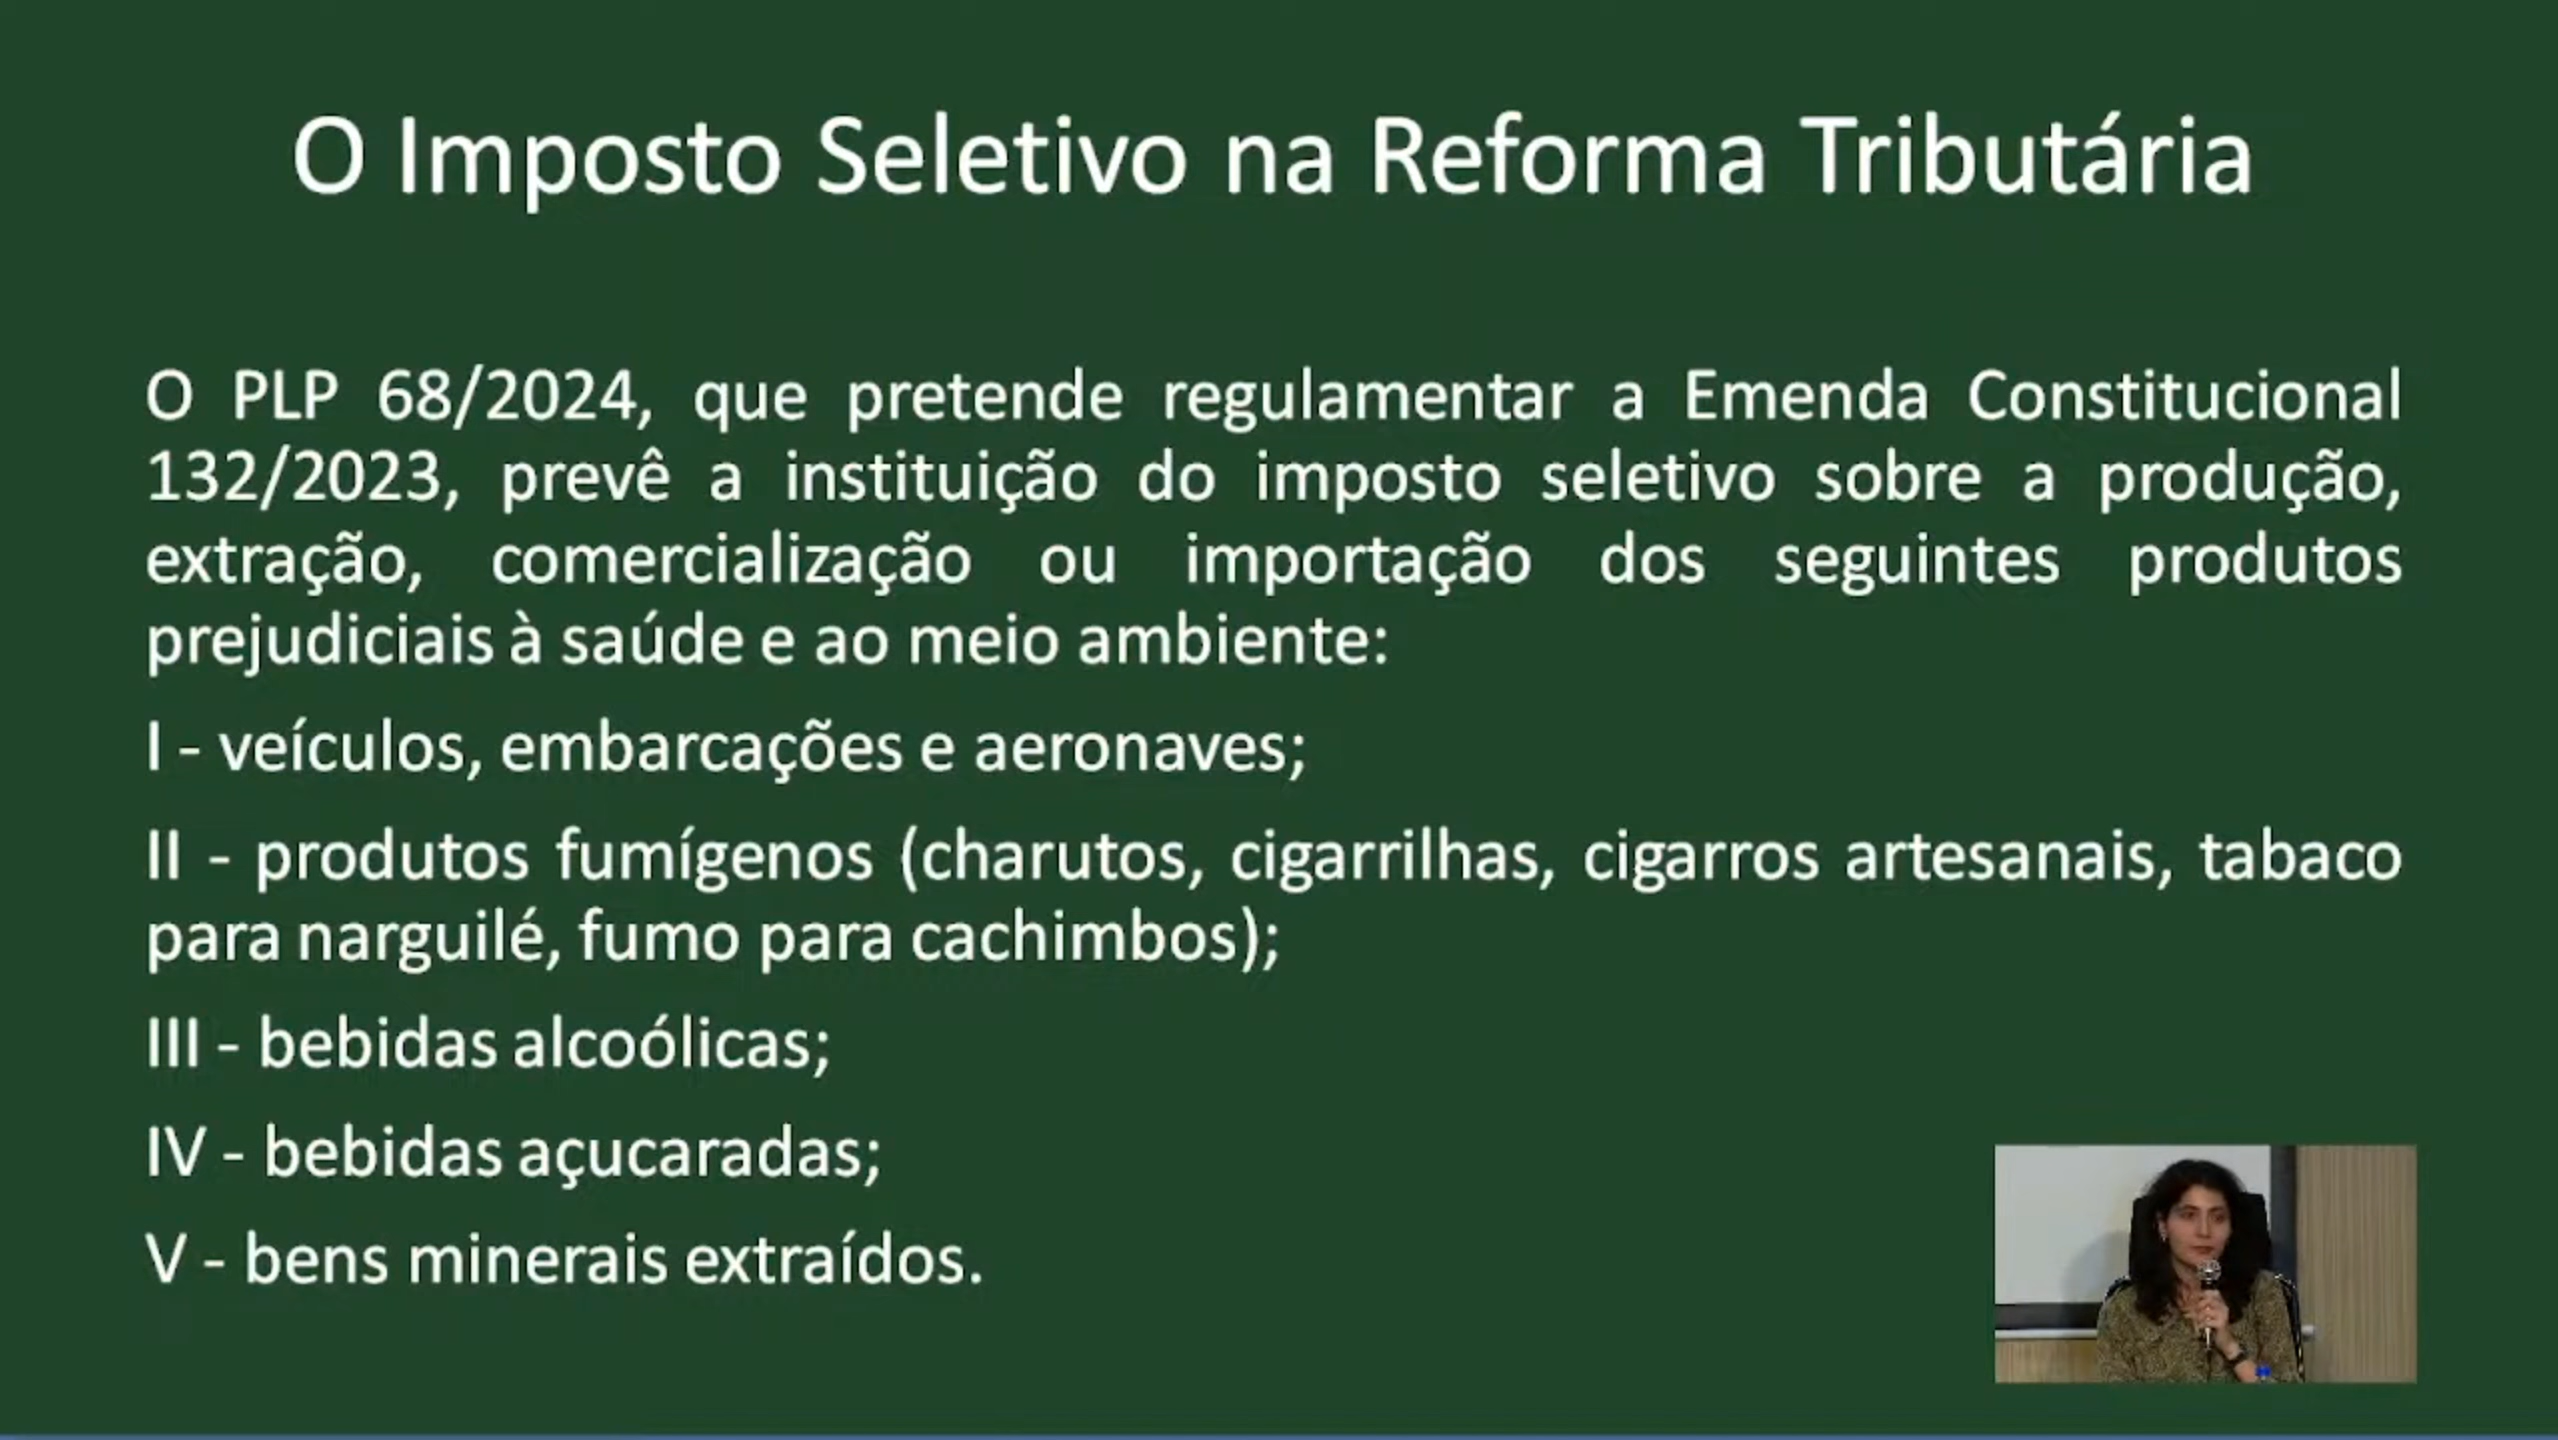 O Imposto Seletivo na Reforma Tributária
O PLP 68/2024, que pretende regulamentar a Emenda Constitucional
132/2023, prevê a instituição do imposto seletivo sobre a produção,
extração, comercialização ou importação dos seguintes produtos
prejudiciais à saúde e ao meio ambiente:
I - veículos, embarcações e aeronaves;
II - produtos fumígenos (charutos, cigarrilhas, cigarros artesanais, tabaco
para narguilé, fumo para cachimbos);
III - bebidas alcoólicas;
IV - bebidas açucaradas;
V - bens minerais extraídos.